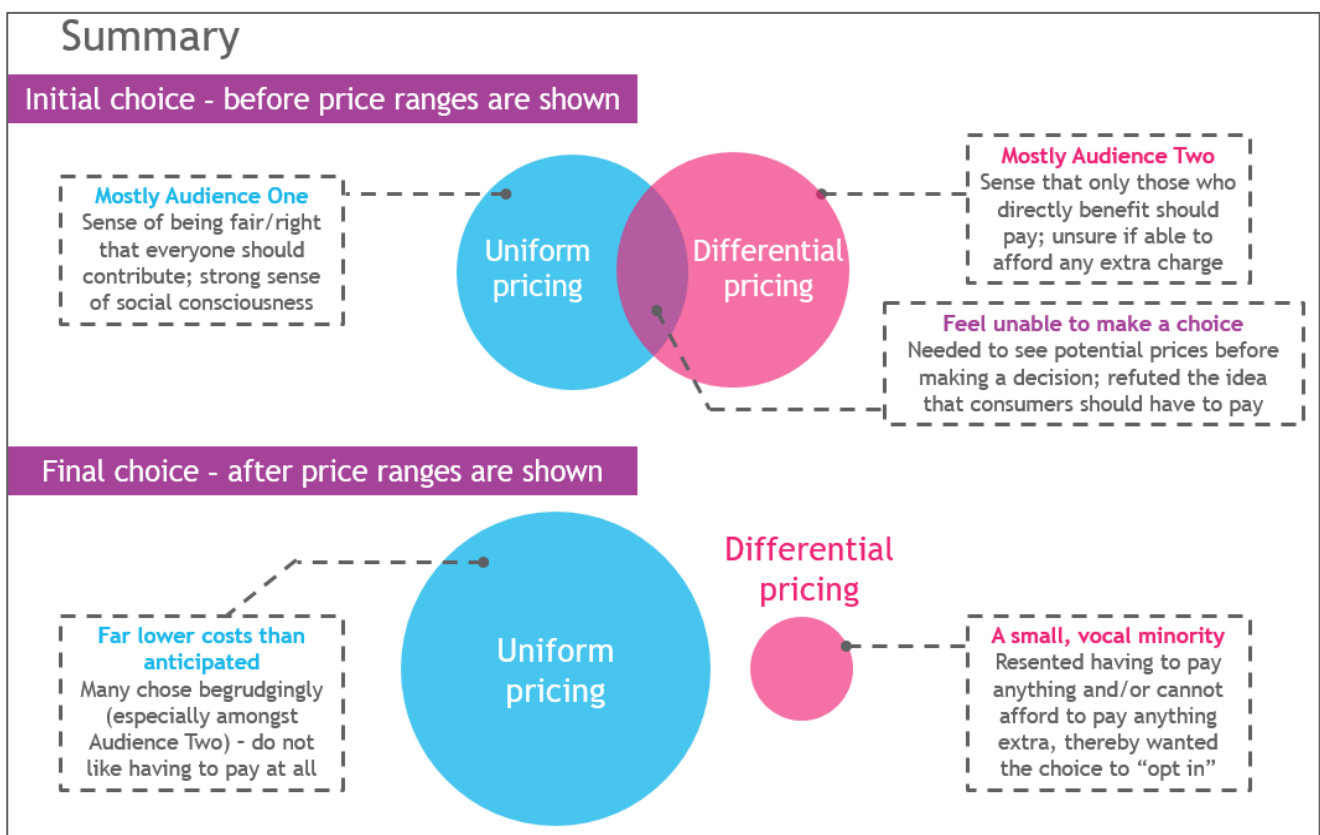 Summary
Initial choice – before price ranges are shown
Mostly Audience One
Sense of being fair/right
that everyone should
contribute; strong sense
of social consciousness
Uniform
pricing
Differential
pricing
Mostly Audience Two
Sense that only those who
directly benefit should
pay; unsure if able to
afford any extra charge
Feel unable to make a choice
Needed to see potential prices before
making a decision; refuted the idea
that consumers should have to pay
Final choice – after price ranges are shown
Far lower costs than
anticipated
Many chose begrudgingly
(especially amongst
Audience Two) – do not
like having to pay at all
Uniform
pricing
Differential
pricing
A small, vocal minority
Resented having to pay
anything and/or cannot
afford to pay anything
extra, thereby wanted
the choice to “opt in”